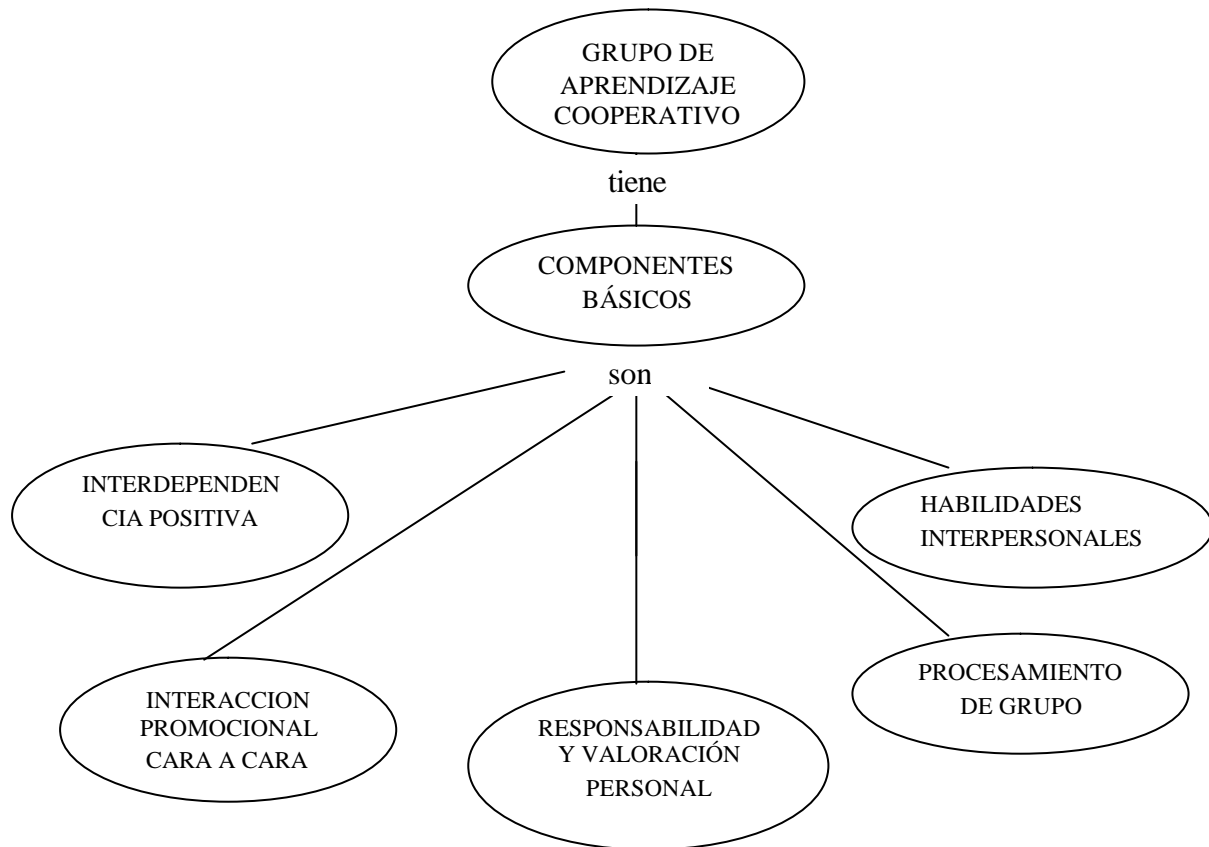 GRUPO DE
APRENDIZAJE
COOPERATIVO
tiene
COMPONENTES
BÁSICOS
son
INTERDEPENDEN
CIA POSITIVA
HABILIDADES
INTERPERSONALES
INTERACCION
PROMOCIONAL
CARA A CARA
RESPONSABILIDAD
Y VALORACIÓN
PERSONAL
PROCESAMIENTO
DE GRUPO